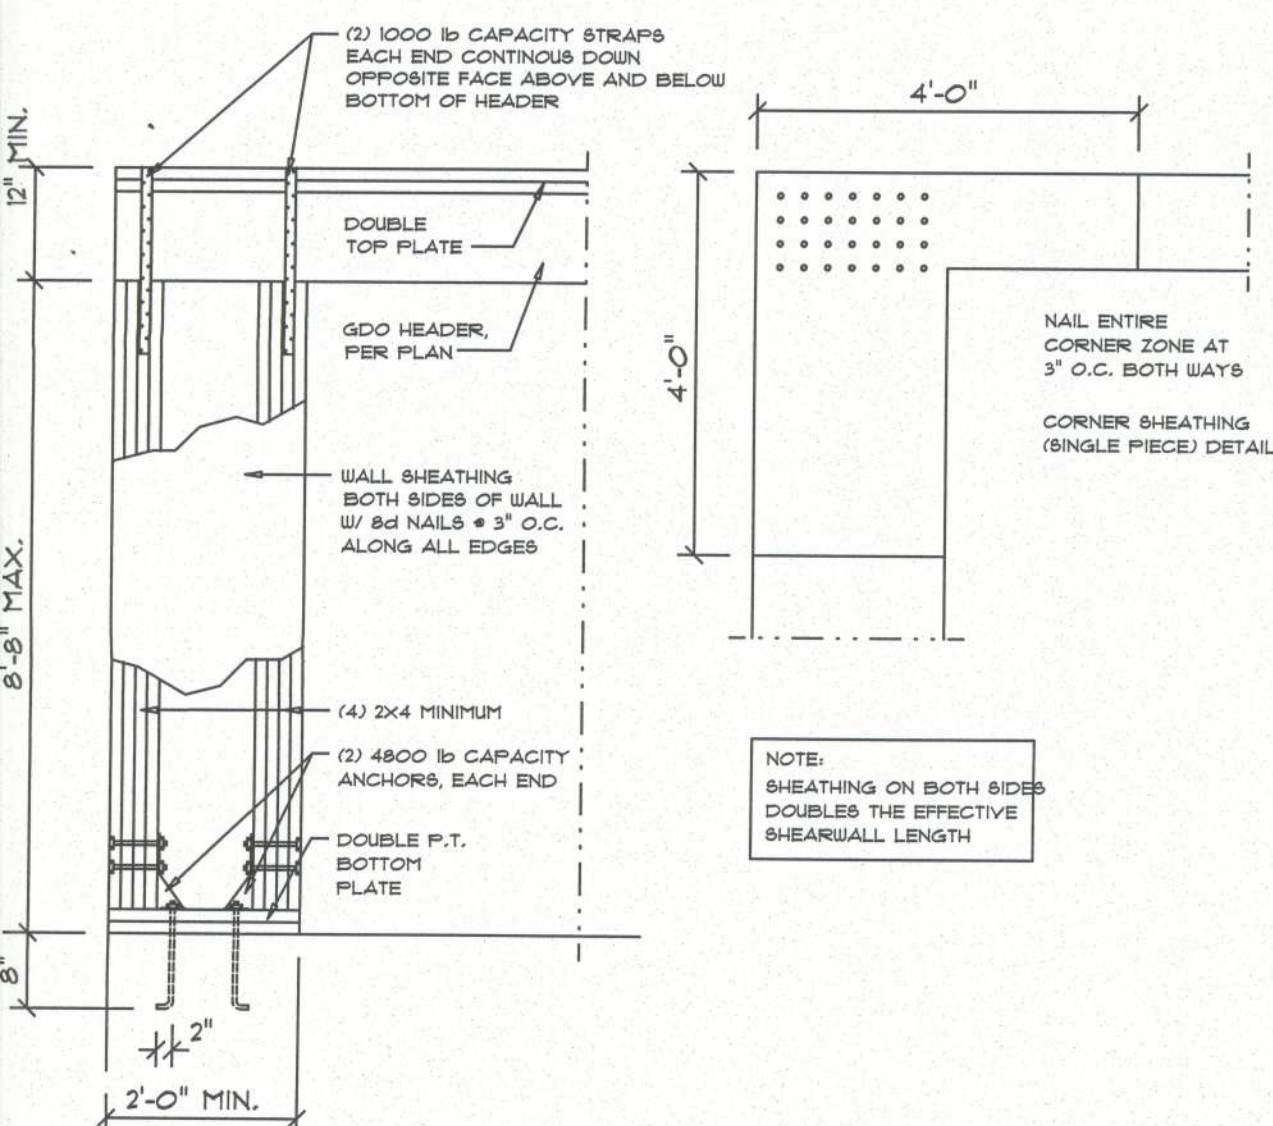 (2) 1000 lb CAPACITY STRAPS
EACH END CONTINOUS DOWN
OPPOSITE FACE ABOVE AND BELOW
BOTTOM OF HEADER
12" MIN.
DOUBLE
TOP PLATE
GDO HEADER,
PER PLAN
WALL SHEATHING
BOTH SIDES OF WALL
W/ 8d NAILS @ 3" O.C.
ALONG ALL EDGES
8'-8" MAX.
(4) 2X4 MINIMUM
(2) 4800 lb CAPACITY
ANCHORS, EACH END
DOUBLE P.T.
BOTTOM
PLATE
8"
2"
2'-0" MIN.
4'-0"
4'-0"
NAIL ENTIRE
CORNER ZONE AT
3" O.C. BOTH WAYS
CORNER SHEATHING
(SINGLE PIECE) DETAIL
NOTE:
SHEATHING ON BOTH SIDES
DOUBLES THE EFFECTIVE
SHEARWALL LENGTH